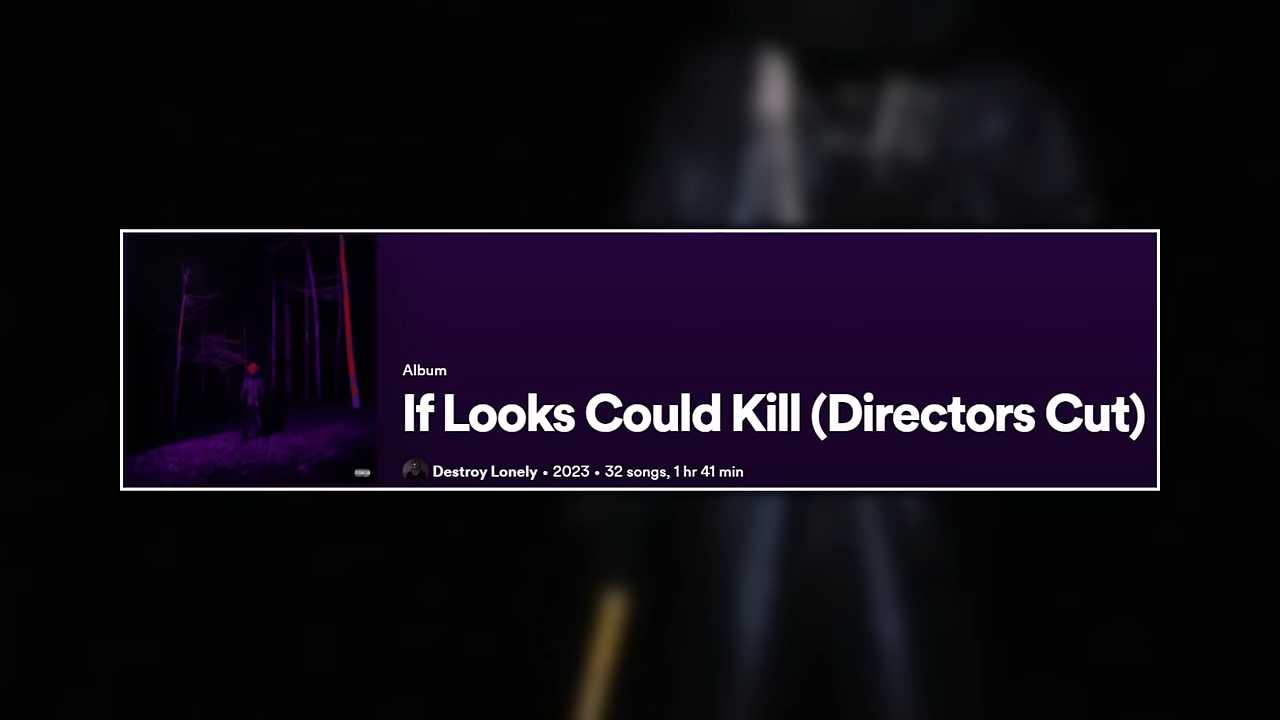 Album
If Looks Could Kill (Directors Cut)
Destroy Lonely • 2023 • 32 songs, 1 hr 41 min